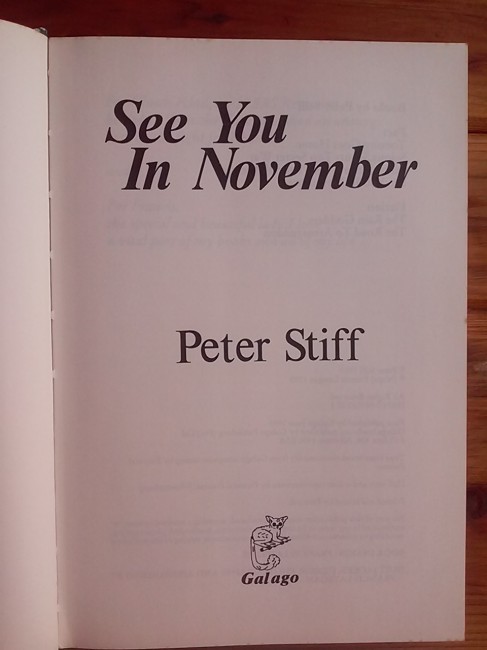 See You
In November
Peter Stiff
Galago